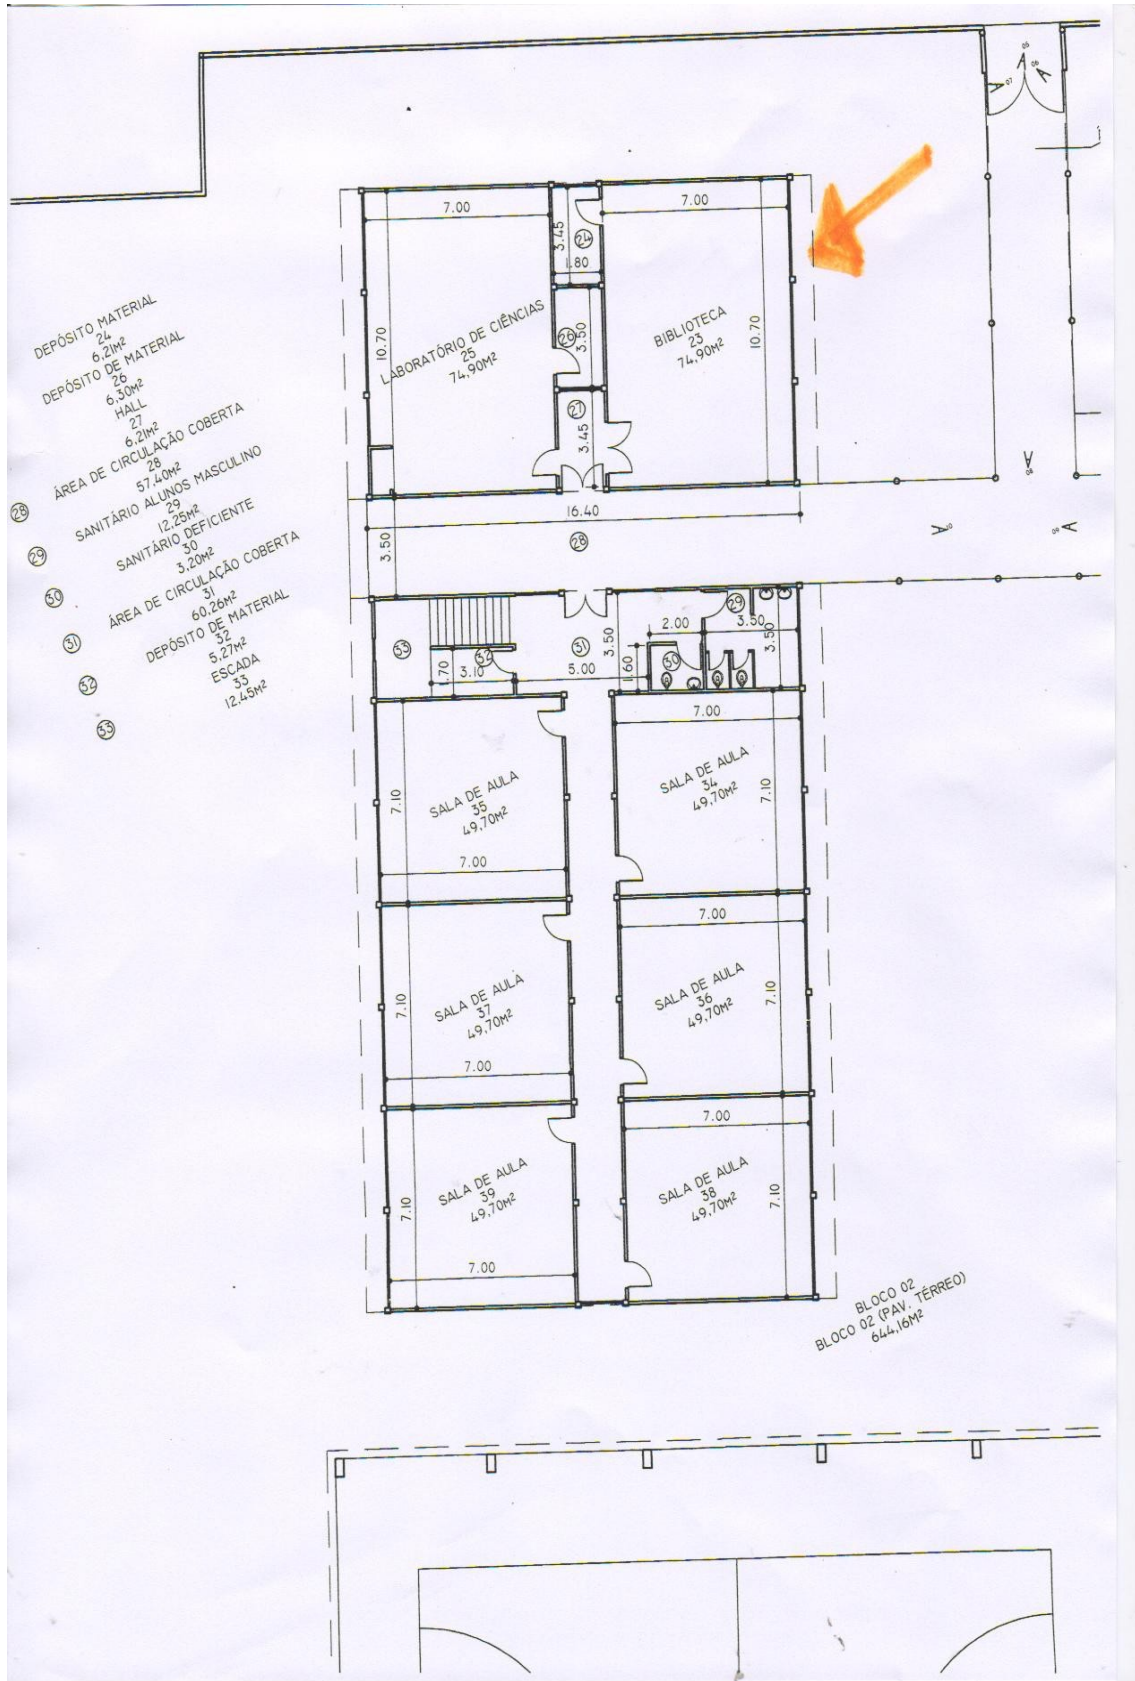 05
A
07
A
06
A
7.00
7.00
3.45
24
1.80
DEPÓSITO MATERIAL
24
6,21M²
DEPÓSITO DE MATERIAL
26
6,30M²
HALL
27
6,21M²
28
ÁREA DE CIRCULAÇÃO COBERTA
28
57,40M²
29
SANITÁRIO ALUNOS MASCULINO
29
12,25M²
30
SANITÁRIO DEFICIENTE
30
3,20M²
31
ÁREA DE CIRCULAÇÃO COBERTA
31
60,26M²
32
DEPÓSITO DE MATERIAL
32
5,27M²
33
ESCADA
33
12,45M²
10.70
LABORATÓRIO DE CIÊNCIAS
25
74,90M²
26
3.50
BIBLIOTECA
23
74,90M²
10.70
27
3.45
A
16.40
28
3.50
A
A
33
32
1.70
3.10
31
5.00
3.50
2.00
29
3.50
3.50
30
1.60
7.00
7.10
SALA DE AULA
35
49,70M²
7.00
SALA DE AULA
34
49,70M²
7.10
7.00
7.10
SALA DE AULA
37
49,70M²
7.00
SALA DE AULA
36
49,70M²
7.10
7.00
7.10
SALA DE AULA
39
49,70M²
7.00
SALA DE AULA
38
49,70M²
7.10
BLOCO 02
BLOCO 02 (PAV. TÉRREO)
644,16M²